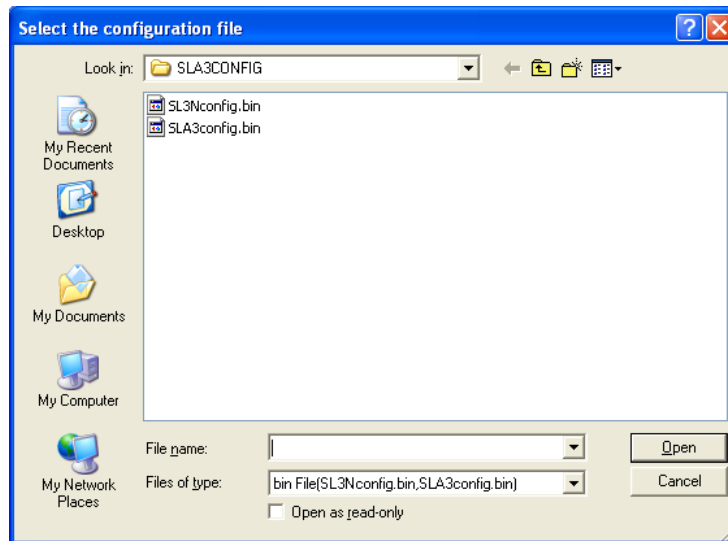 Select the configuration file
Look in: SLA3CONFIG
SL3Nconfig.bin
SLA3config.bin
My Recent
Documents
Desktop
My Documents
My Computer
My Network
Places
File name:
Open
Files of type: bin File(SL3Nconfig.bin,SLA3config.bin)
Cancel
Open as read-only